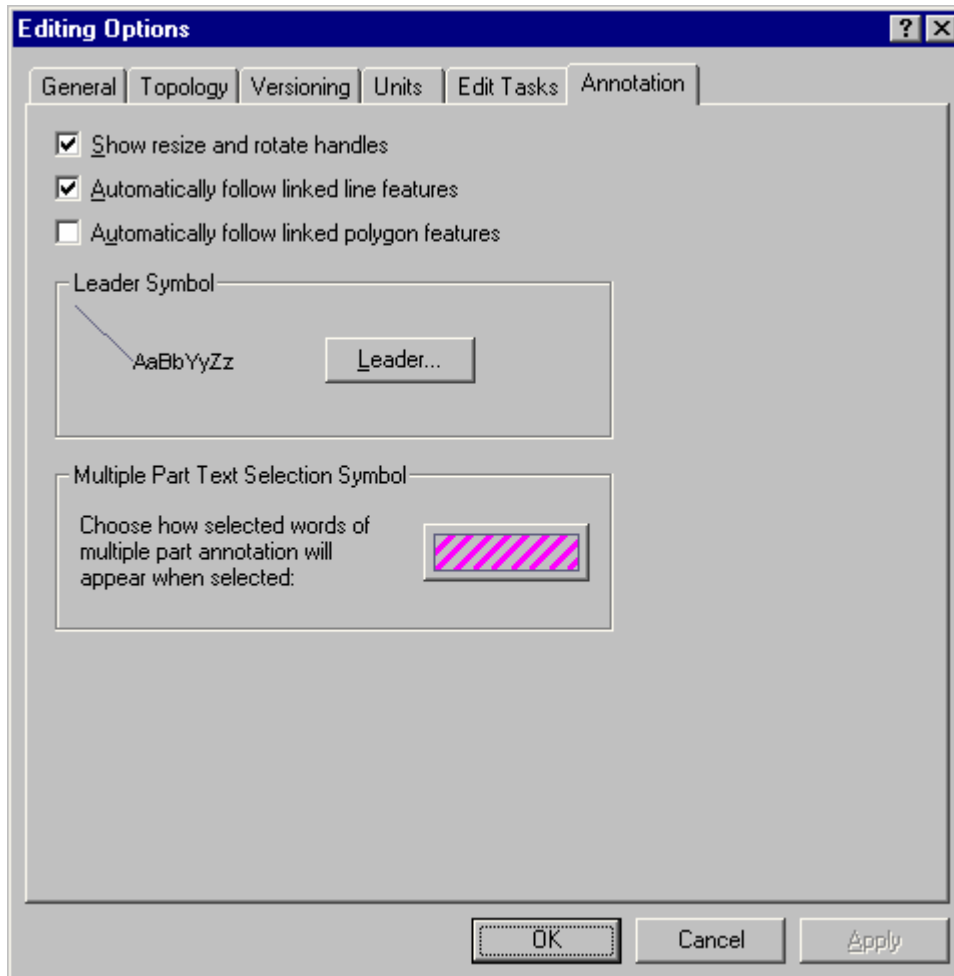 Editing Options
General Topology Versioning Units Edit Tasks Annotation
Show resize and rotate handles
Automatically follow linked line features
Automatically follow linked polygon features
Leader Symbol
AaBbYyZz
Leader...
Multiple Part Text Selection Symbol
Choose how selected words of
multiple part annotation will
appear when selected:
OK Cancel Apply